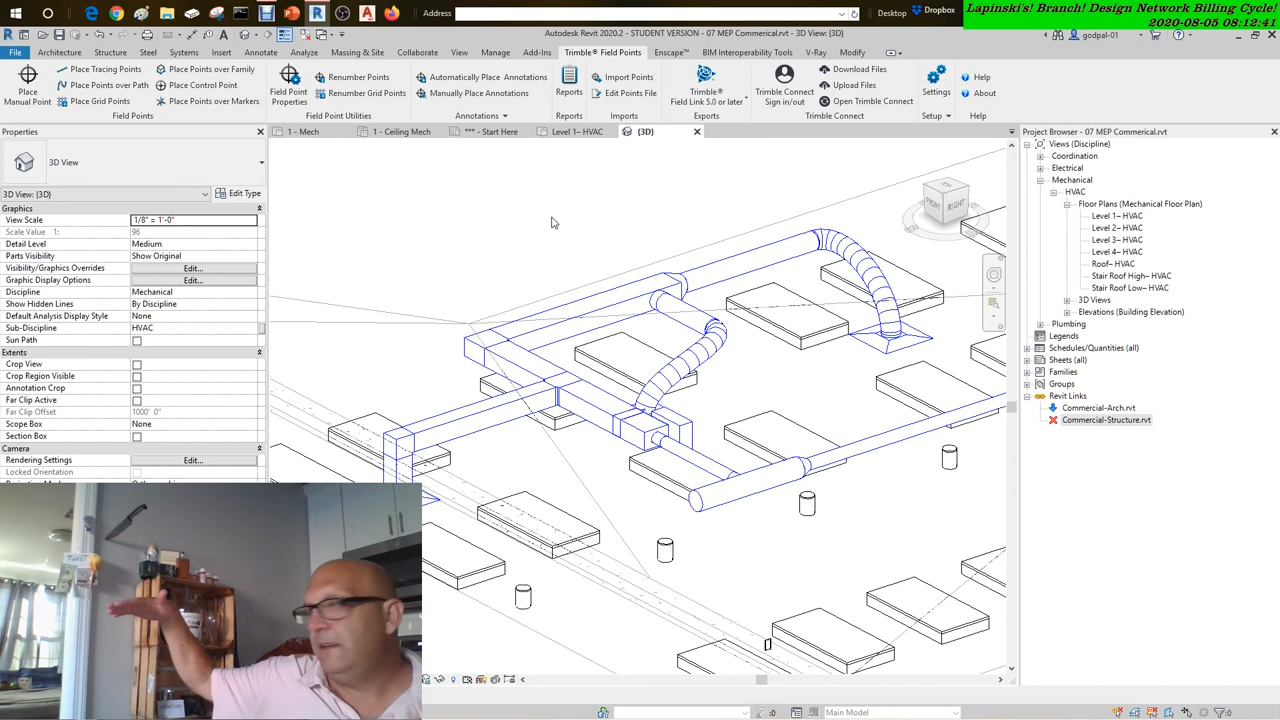 Address
Desktop
Dropbox
Lapinski's! Branch! Design Network Billing Cycle!
2020-08-05 08:12:41
Autodesk Revit 2020.2 - STUDENT VERSION - 07 MEP Commerical.rvt - 3D View: {3D}
godpal-01
File Architecture Structure Steel Systems Insert Annotate Analyze Massing & Site Collaborate View Manage Add-Ins Trimble® Field Points Enscape™ BIM Interoperability Tools V-Ray Modify
Place Manual Point
Place Tracing Points
Place Points over Path
Place Grid Points
Place Points over Family
Place Control Point
Place Points over Markers
Field Points
Field Point Properties
Renumber Points
Renumber Grid Points
Field Point Utilities
Automatically Place Annotations
Manually Place Annotations
Annotations
Reports
Reports
Import Points
Edit Points File
Imports
Trimble® Field Link 5.0 or later
Exports
Trimble Connect Sign in/out
Download Files
Upload Files
Open Trimble Connect
Trimble Connect
Settings
Setup
Help
About
Help
Properties
1 - Mech
1 - Ceiling Mech
*** - Start Here
Level 1– HVAC
{3D}
3D View
3D View: {3D}
Edit Type
Graphics
View Scale 1/8" = 1'-0"
Scale Value 1: 96
Detail Level Medium
Parts Visibility Show Original
Visibility/Graphics Overrides Edit...
Graphic Display Options Edit...
Discipline Mechanical
Show Hidden Lines By Discipline
Default Analysis Display Style None
Sub-Discipline HVAC
Sun Path
Extents
Crop View
Crop Region Visible
Annotation Crop
Far Clip Active
Far Clip Offset 1000' 0"
Scope Box None
Section Box
Camera
Rendering Settings Edit...
Locked Orientation
TOP
FRONT
RIGHT
Project Browser - 07 MEP Commerical.rvt
Views (Discipline)
Coordination
Electrical
Mechanical
HVAC
Floor Plans (Mechanical Floor Plan)
Level 1– HVAC
Level 2– HVAC
Level 3– HVAC
Level 4– HVAC
Roof– HVAC
Stair Roof High– HVAC
Stair Roof Low– HVAC
3D Views
Elevations (Building Elevation)
Plumbing
Legends
Schedules/Quantities (all)
Sheets (all)
Families
Groups
Revit Links
Commercial-Arch.rvt
Commercial-Structure.rvt
:0
Main Model
:0